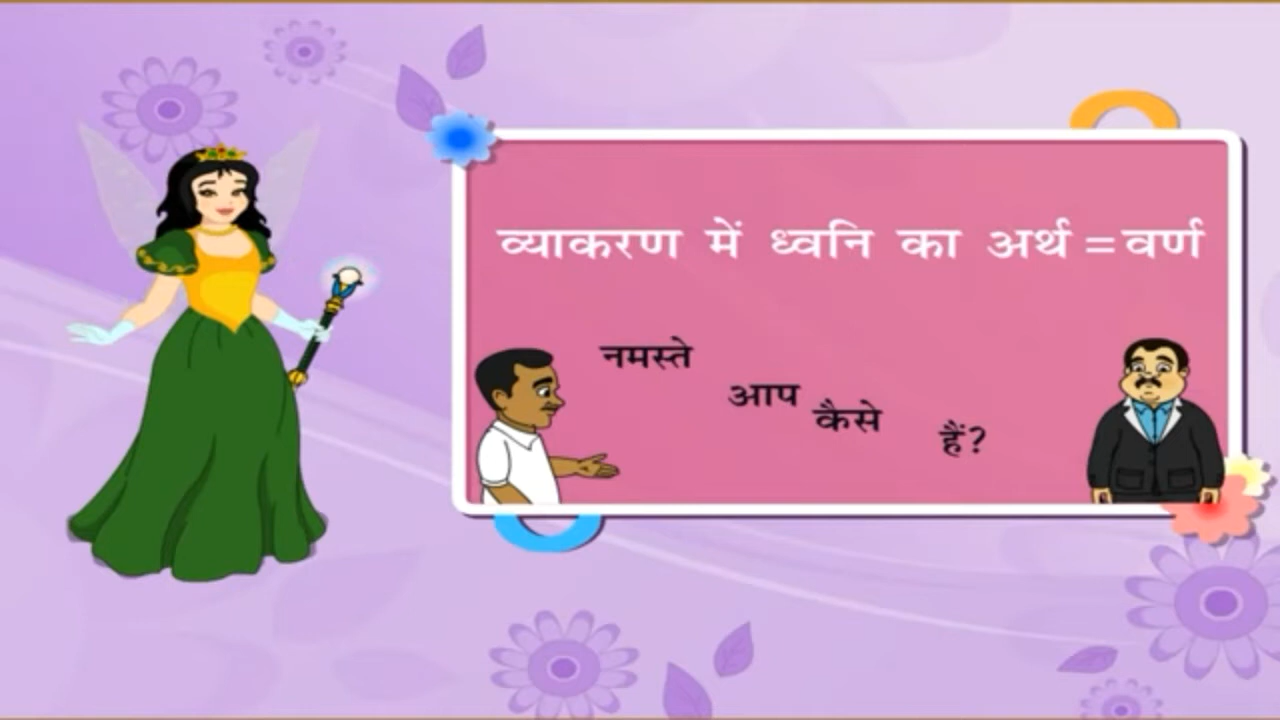 व्याकरण में ध्वनि का अर्थ = वर्ण
नमस्ते
आप
कैसे
हैं?